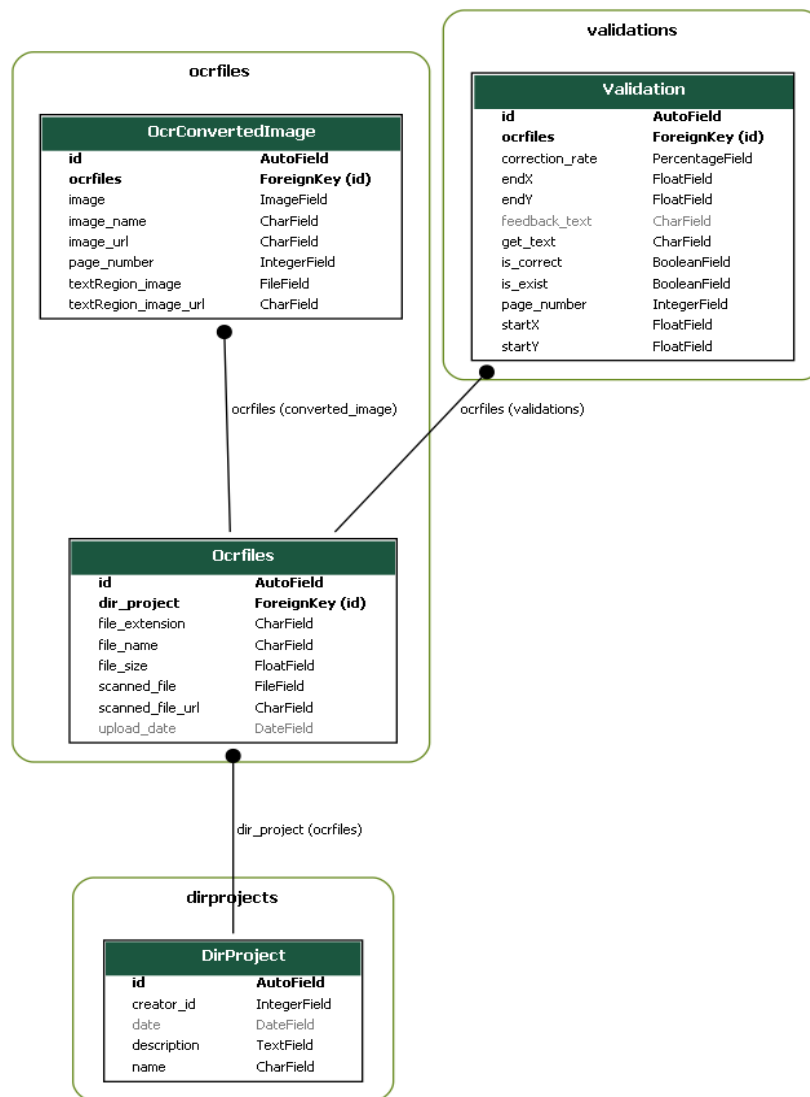 validations
Validation
id AutoField
ocrfiles ForeignKey (id)
correction_rate PercentageField
endX FloatField
endY FloatField
feedback_text CharField
get_text CharField
is_correct BooleanField
is_exist BooleanField
page_number IntegerField
startX FloatField
startY FloatField
ocrfiles
OcrConvertedImage
id AutoField
ocrfiles ForeignKey (id)
image ImageField
image_name CharField
image_url CharField
page_number IntegerField
textRegion_image FileField
textRegion_image_url CharField
ocrfiles (converted_image)
ocrfiles (validations)
Ocrfiles
id AutoField
dir_project ForeignKey (id)
file_extension CharField
file_name CharField
file_size FloatField
scanned_file FileField
scanned_file_url CharField
upload_date DateField
dir_project (ocrfiles)
dirprojects
DirProject
id AutoField
creator_id IntegerField
date DateField
description TextField
name CharField